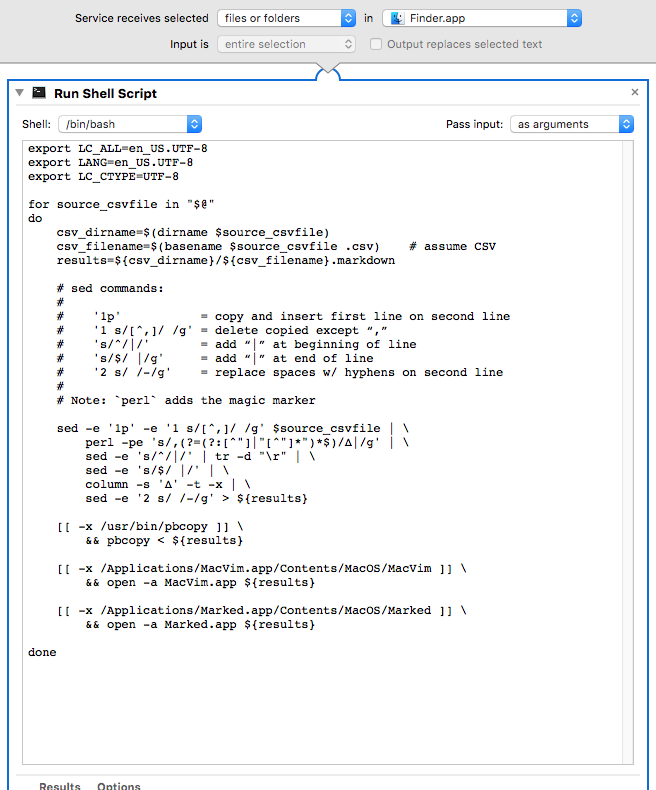 Service receives selected files or folders in Finder.app
Input is entire selection Output replaces selected text
Run Shell Script
Shell: /bin/bash Pass input: as arguments
export LC_ALL=en_US.UTF-8
export LANG=en_US.UTF-8
export LC_CTYPE=UTF-8
for source_csvfile in "$@"
do
    csv_dirname=$(dirname $source_csvfile)
    csv_filename=$(basename $source_csvfile .csv)    # assume CSV
    results=${csv_dirname}/${csv_filename}.markdown
    # sed commands:
    #
    #    '1p'           = copy and insert first line on second line
    #    '1 s/[^,]/ /g' = delete copied except “,”
    #    's/^/|/'       = add “|” at beginning of line
    #    's/$/ |/g'     = add “|” at end of line
    #    '2 s/ /-/g'    = replace spaces w/ hyphens on second line
    #
    # Note: `perl` adds the magic marker
    sed -e '1p' -e '1 s/[^,]/ /g' $source_csvfile | \
        perl -pe 's/,(?=(?:[^"]|"[^"]*")*$)/∆|/g' | \
        sed -e 's/^/|/' | tr -d "\r" | \
        sed -e 's/$/ |/' | \
        column -s '∆' -t -x | \
        sed -e '2 s/ /-/g' > ${results}
    [[ -x /usr/bin/pbcopy ]] \
        && pbcopy < ${results}
    [[ -x /Applications/MacVim.app/Contents/MacOS/MacVim ]] \
        && open -a MacVim.app ${results}
    [[ -x /Applications/Marked.app/Contents/MacOS/Marked ]] \
        && open -a Marked.app ${results}
done
Results Options